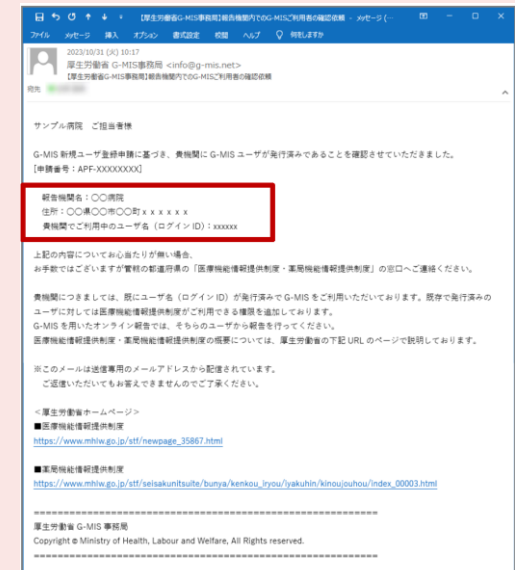 【厚生労働省G-MIS事務局】報告機関内でのG-MISご利用者の確認依頼 - メッセージ (…
ファイル メッセージ 挿入 オプション 書式設定 校閲 ヘルプ 何をしますか
2023/10/31 (火) 10:17
厚生労働省 G-MIS事務局 <info@g-mis.net>
【厚生労働省G-MIS事務局】報告機関内でのG-MISご利用者の確認依頼
宛先
サンプル病院 ご担当者様
G-MIS 新規ユーザ登録申請に基づき、貴機関に G-MIS ユーザが発行済みであることを確認させていただきました。
[申請番号：APF-XXXXXXXX]
報告機関名：〇〇病院
住所：〇〇県〇〇市〇〇町ｘｘｘｘｘｘ
貴機関でご利用中のユーザ名（ログイン ID）：xxxxxx
上記の内容についてお心当たりが無い場合、
お手数ではございますが管轄の都道府県の「医療機能情報提供制度・薬局機能情報提供制度」の窓口へご連絡ください。
貴機関につきましては、既にユーザ名（ログイン ID）が発行済みで G-MIS をご利用いただいております。既存で発行済みの
ユーザに対しては医療機能情報提供制度がご利用できる権限を追加しております。
G-MIS を用いたオンライン報告では、そちらのユーザから報告を行ってください。
医療機能情報提供制度・薬局機能情報提供制度の概要については、厚生労働省の下記 URL のページで説明しております。
※このメールは送信専用のメールアドレスから配信されています。
ご返信いただいてもお答えできませんのでご了承ください。
＜厚生労働省ホームページ＞
■医療機能情報提供制度
https://www.mhlw.go.jp/stf/newpage_35867.html
■薬局機能情報提供制度
https://www.mhlw.go.jp/stf/seisakunitsuite/bunya/kenkou_iryou/iyakuhin/kinoujouhou/index_00003.html
================================================================
厚生労働省 G-MIS 事務局
Copyright © Ministry of Health, Labour and Welfare, All Rights reserved.
================================================================